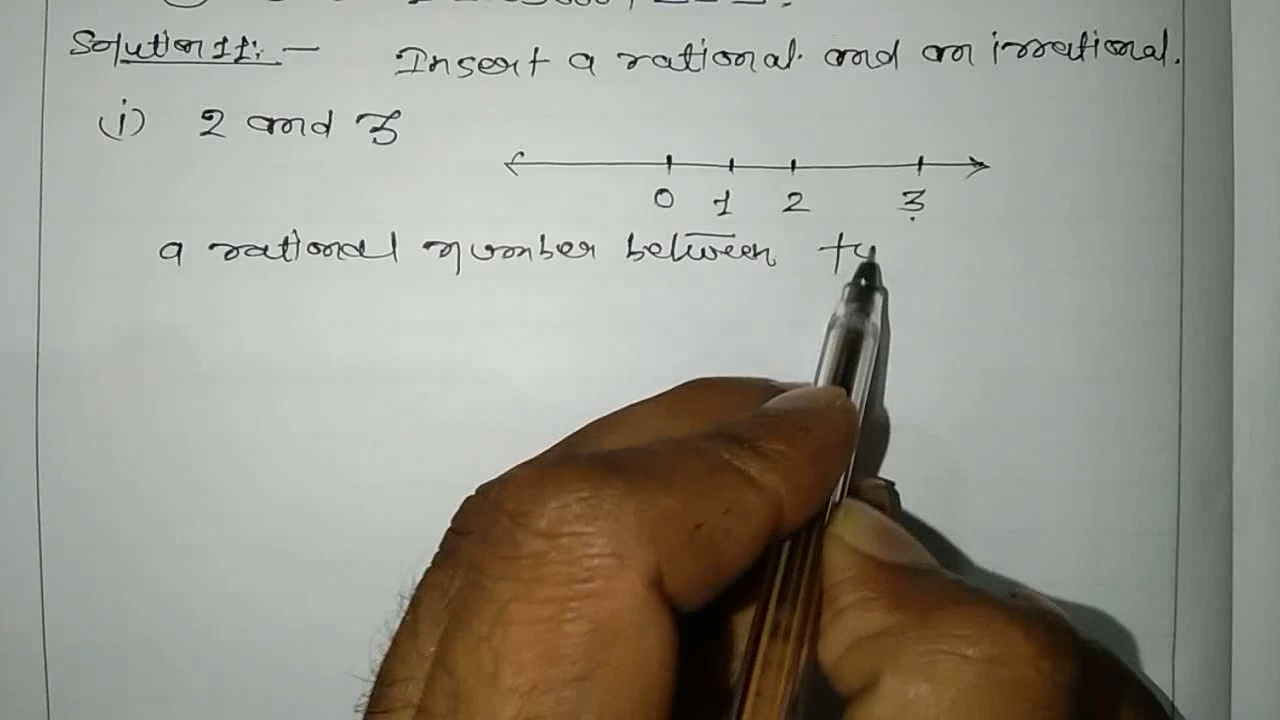 Solution 11:- Insert a rational and an irrational.
(i) 2 and 3
0 1 2 3
a rational number between